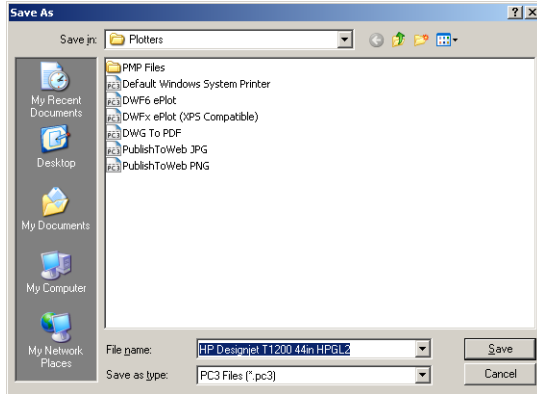 Save As
Save in:
Plotters
My Recent
Documents
Desktop
My Documents
My Computer
My Network
Places
PMP Files
Default Windows System Printer
DWF6 ePlot
DWFx ePlot (XPS Compatible)
DWG To PDF
PublishToWeb JPG
PublishToWeb PNG
File name:
HP Designjet T1200 44in HPGL2
Save
Save as type:
PC3 Files (*.pc3)
Cancel